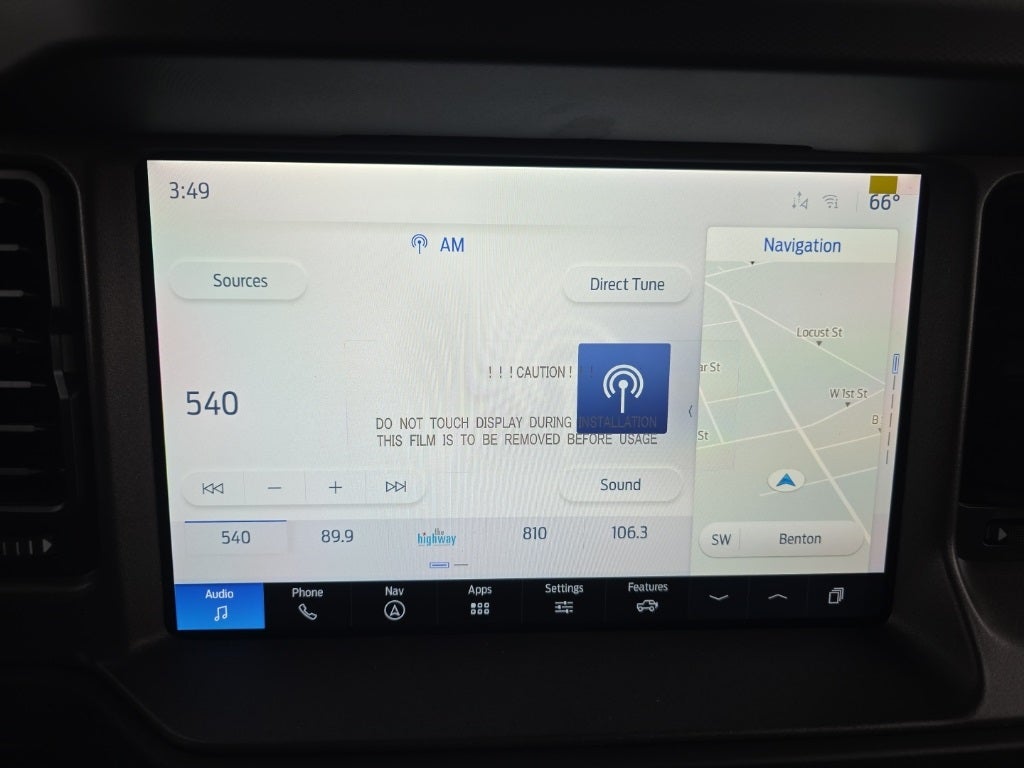 3:49
66°
AM
Navigation
Sources
Direct Tune
Locust St
ar St
! ! ! CAUTION ! ! !
540
W 1st St
B
DO NOT TOUCH DISPLAY DURING INSTALLATION
St
THIS FILM IS TO BE REMOVED BEFORE USAGE
Sound
540
89.9
the
highway
810
106.3
SW
Benton
Audio
Phone
Nav
Apps
Settings
Features